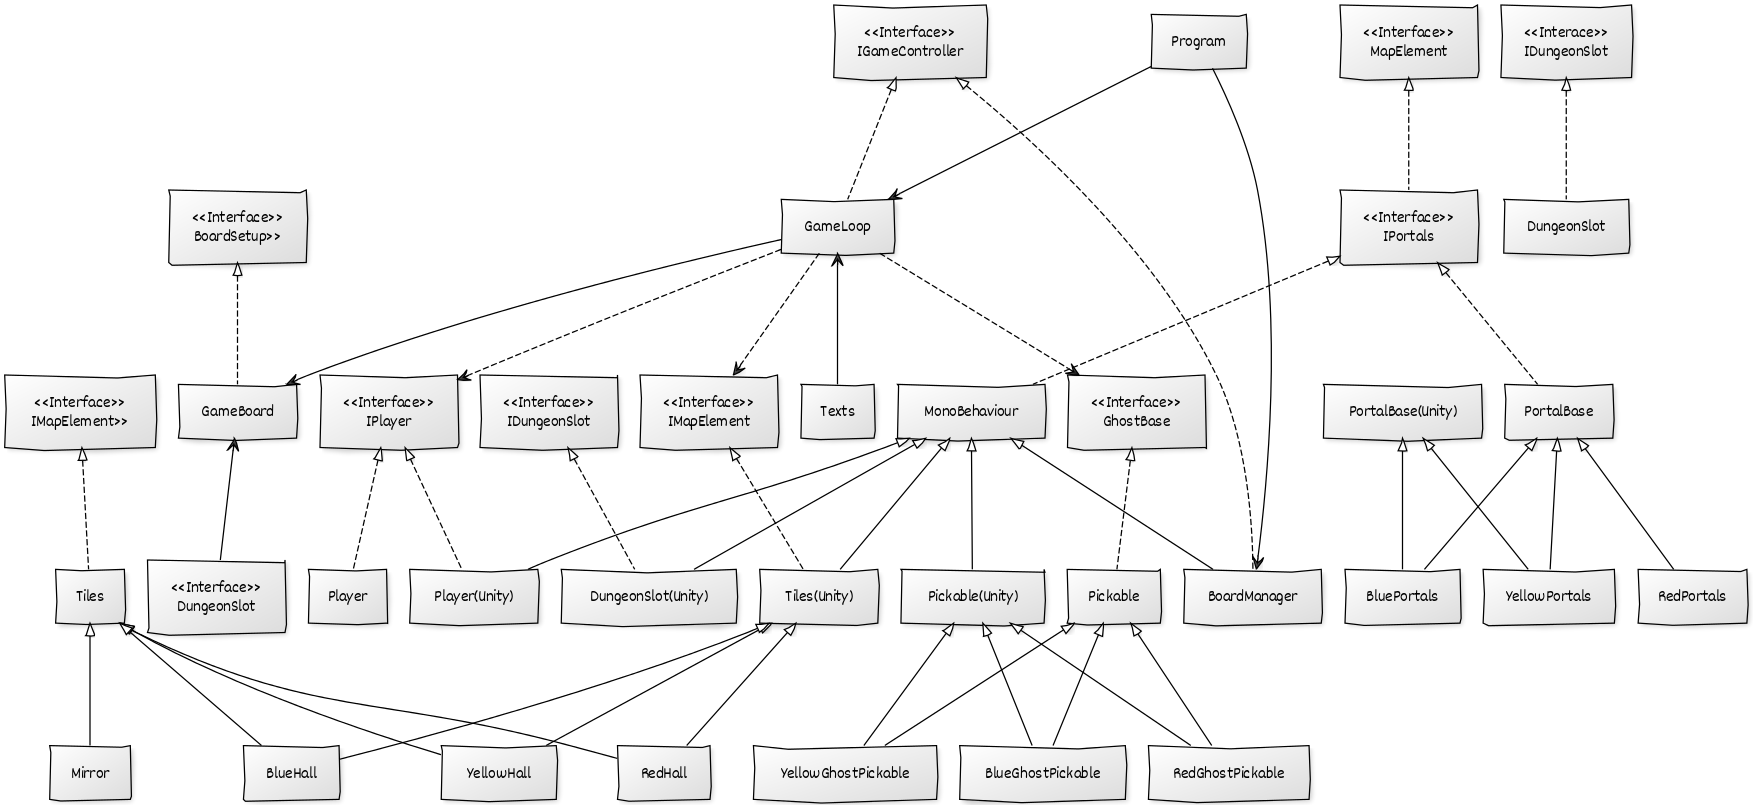 <<Interface>>
IGameController
Program
<<Interface>>
MapElement
<<Interace>>
IDungeonSlot
<<Interface>>
BoardSetup>>
GameLoop
<<Interface>>
IPortals
DungeonSlot
<<Interface>>
IMapElement>>
GameBoard
<<Interface>>
IPlayer
<<Interface>>
IDungeonSlot
<<Interface>>
IMapElement
Texts
MonoBehaviour
<<Interface>>
GhostBase
PortalBase(Unity)
PortalBase
Tiles
<<Interface>>
DungeonSlot
Player
Player(Unity)
DungeonSlot(Unity)
Tiles(Unity)
Pickable(Unity)
Pickable
BoardManager
BluePortals
YellowPortals
RedPortals
Mirror
BlueHall
YellowHall
RedHall
YellowGhostPickable
BlueGhostPickable
RedGhostPickable